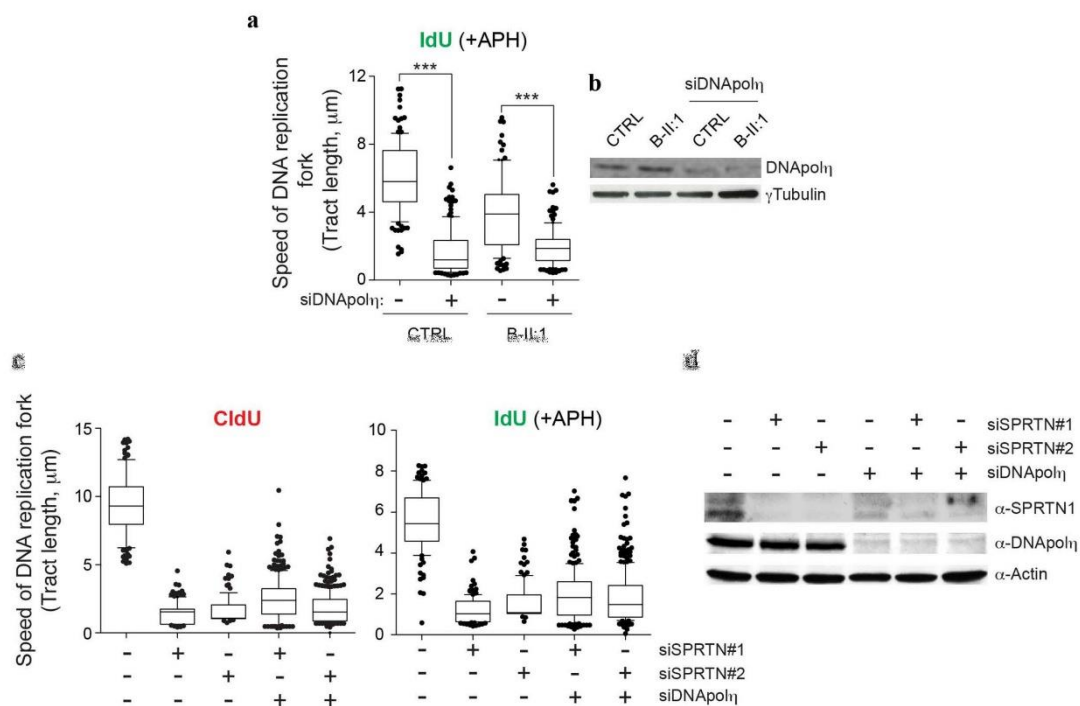 a
IdU (+APH)
Speed of DNA replication
fork
(Tract length, μm)
12
8
4
0
***
***
siDNApolη: - + - +
CTRL B-II:1
b
siDNApolη
CTRL B-II:1 CTRL B-II:1
DNApolη
γTubulin
c
CldU
Speed of DNA replication fork
(Tract length, μm)
15
10
5
0
IdU (+APH)
8
6
4
2
0
- + - + - - + - + - siSPRTN#1
- - + - + - - + - + siSPRTN#2
- - - + + - - - + + siDNApolη
d
- + - - + - siSPRTN#1
- - + - - + siSPRTN#2
- - - + + + siDNApolη
α-SPRTN1
α-DNApolη
α-Actin